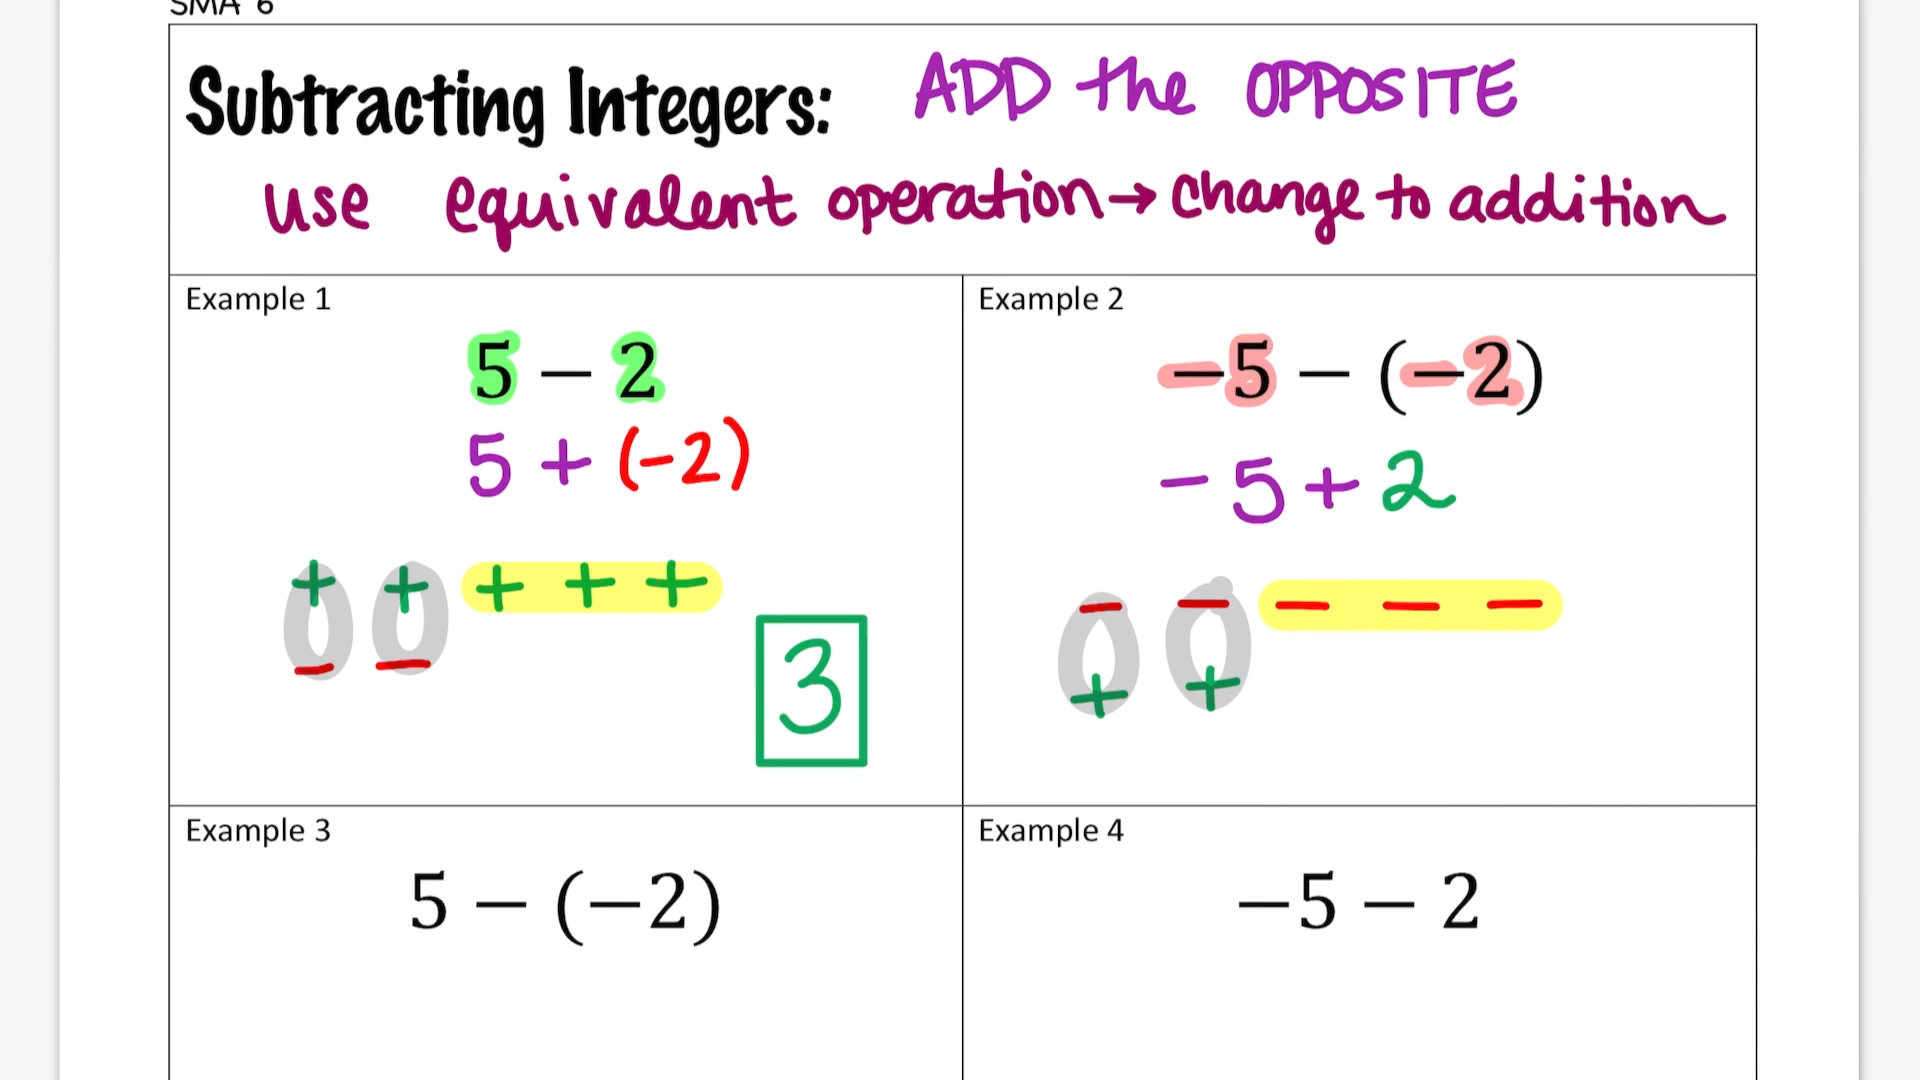 SMA 6
Subtracting Integers: ADD the OPPOSITE
use equivalent operation → change to addition
Example 1
5 − 2
5 + (−2)
+ + + + +
− −
3
Example 2
−5 − (−2)
−5 + 2
− − − − −
+ +
Example 3
5 − (−2)
Example 4
−5 − 2